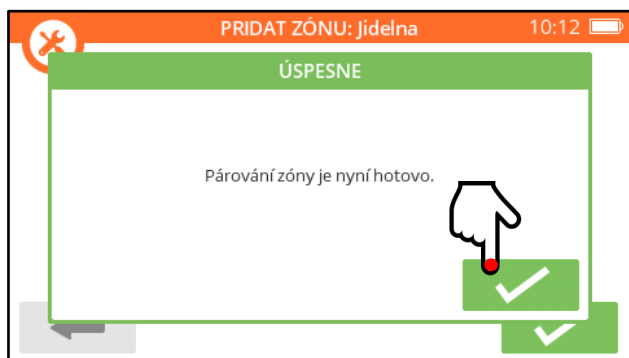 PRIDAT ZÓNU: Jidelna 10:12
ÚSPESNE
Párování zóny je nyní hotovo.